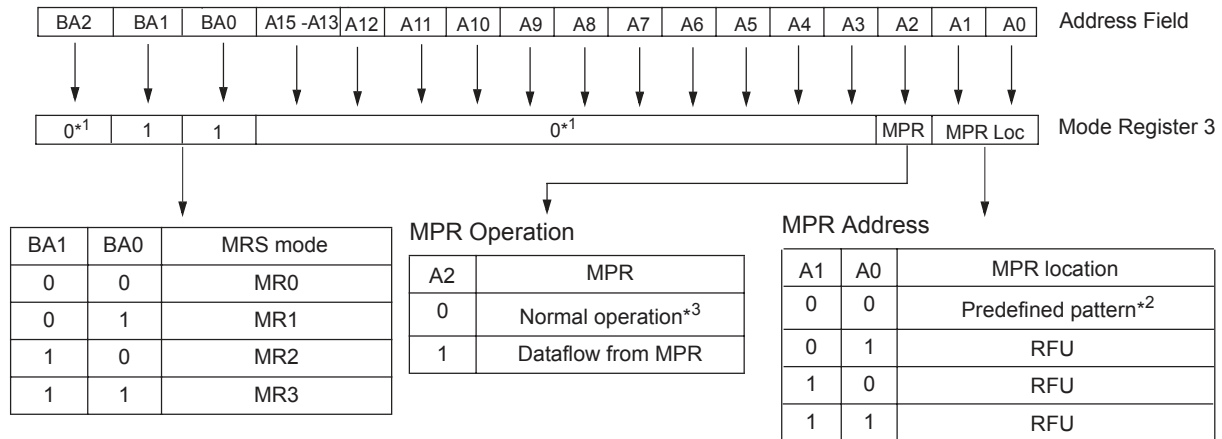 BA2 BA1 BA0 A15 -A13 A12 A11 A10 A9 A8 A7 A6 A5 A4 A3 A2 A1 A0 Address Field
0*1 1 1 0*1 MPR MPR Loc Mode Register 3
BA1 BA0 MRS mode
0 0 MR0
0 1 MR1
1 0 MR2
1 1 MR3
MPR Operation
A2 MPR
0 Normal operation*3
1 Dataflow from MPR
MPR Address
A1 A0 MPR location
0 0 Predefined pattern*2
0 1 RFU
1 0 RFU
1 1 RFU